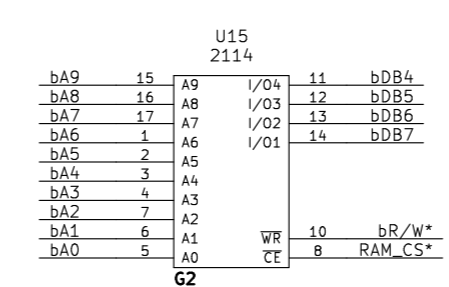 U15
2114
bA9 15 A9 I/O4 11 bDB4
bA8 16 A8 I/O3 12 bDB5
bA7 17 A7 I/O2 13 bDB6
bA6 1 A6 I/O1 14 bDB7
bA5 2 A5
bA4 3 A4
bA3 4 A3
bA2 7 A2
bA1 6 A1 WR 10 bR/W*
bA0 5 A0 CE 8 RAM_CS*
G2